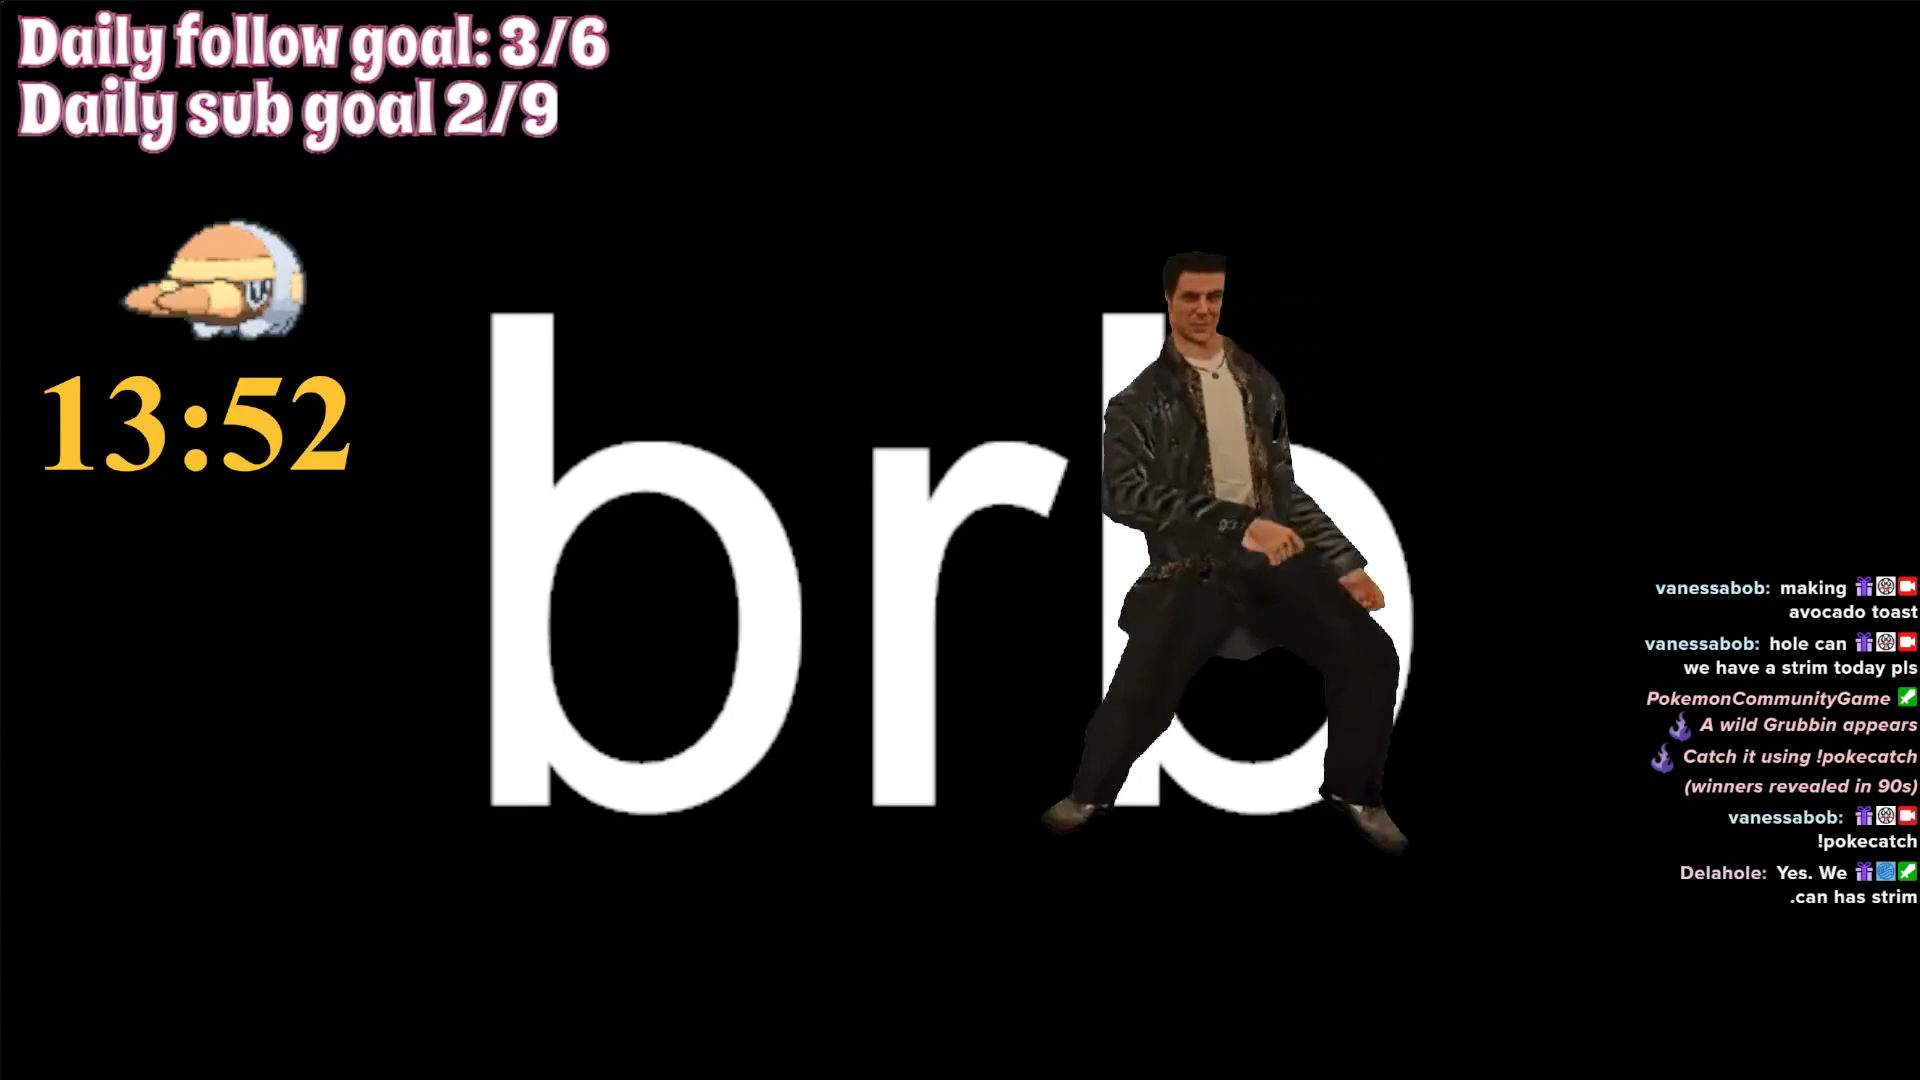 Daily follow goal: 3/6
Daily sub goal 2/9
13:52
brb
vanessabob: making
avocado toast
vanessabob: hole can
we have a strim today pls
PokemonCommunityGame
A wild Grubbin appears
Catch it using !pokecatch
(winners revealed in 90s)
vanessabob:
!pokecatch
Delahole: Yes. We
.can has strim